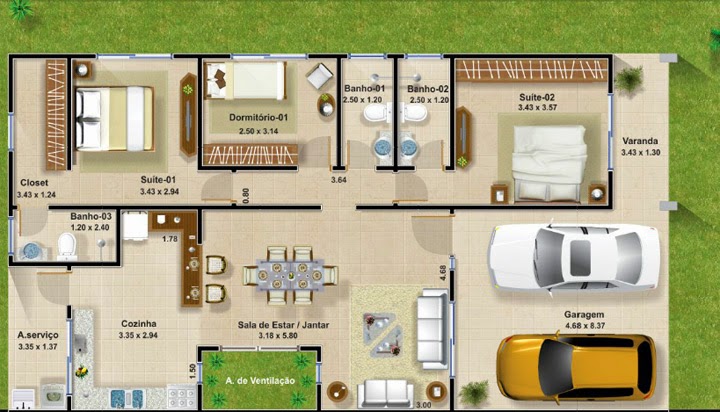 Banho-01
2.50 x 1.20
Banho-02
2.50 x 1.20
Suíte-02
3.43 x 3.57
Dormitório-01
2.50 x 3.14
Varanda
3.43 x 1.30
Closet
3.43 x 1.24
Suíte-01
3.43 x 2.94
3.64
0.80
Banho-03
1.20 x 2.40
1.78
4.68
Garagem
4.68 x 8.37
A.serviço
3.35 x 1.37
Cozinha
3.35 x 2.94
Sala de Estar / Jantar
3.18 x 5.80
1.50
A. de Ventilação
3.00